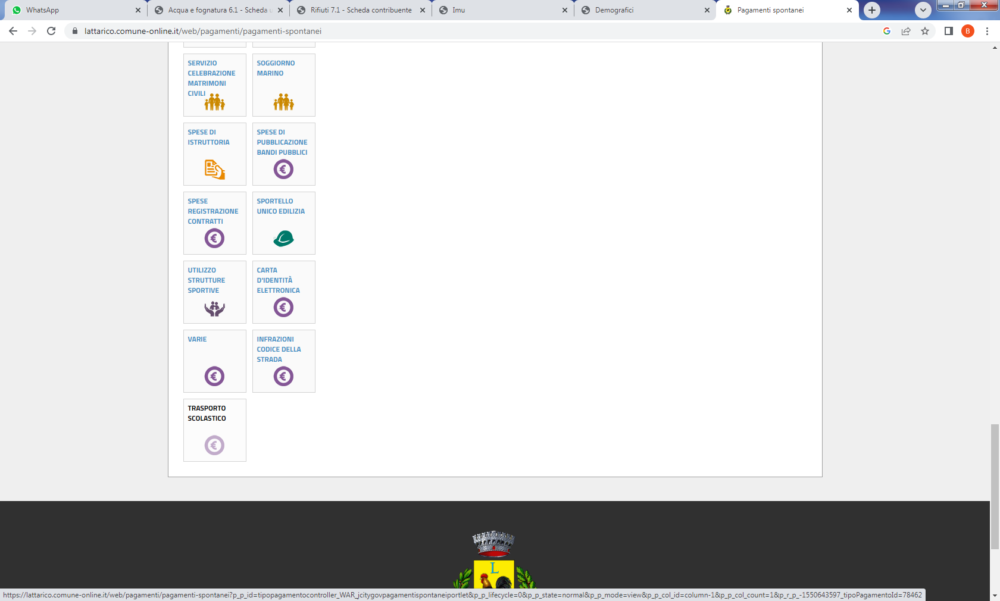 WhatsApp
Acqua e fognatura 6.1 - Scheda u
Rifiuti 7.1 - Scheda contribuente
Imu
Demografici
Pagamenti spontanei
lattarico.comune-online.it/web/pagamenti/pagamenti-spontanei
B
SERVIZIO
CELEBRAZIONE
MATRIMONI
CIVILI
SOGGIORNO
MARINO
SPESE DI
ISTRUTTORIA
SPESE DI
PUBBLICAZIONE
BANDI PUBBLICI
SPESE
REGISTRAZIONE
CONTRATTI
SPORTELLO
UNICO EDILIZIA
UTILIZZO
STRUTTURE
SPORTIVE
CARTA
D'IDENTITÀ
ELETTRONICA
VARIE
INFRAZIONI
CODICE DELLA
STRADA
TRASPORTO
SCOLASTICO
L
https://lattarico.comune-online.it/web/pagamenti/pagamenti-spontanei?p_p_id=tipopagamentocontroller_WAR_jcitygovpagamentispontaneiportlet&p_p_lifecycle=0&p_p_state=normal&p_p_mode=view&p_p_col_id=column-1&p_p_col_count=1&p_r_p_-1550643597_tipoPagamentoId=78462